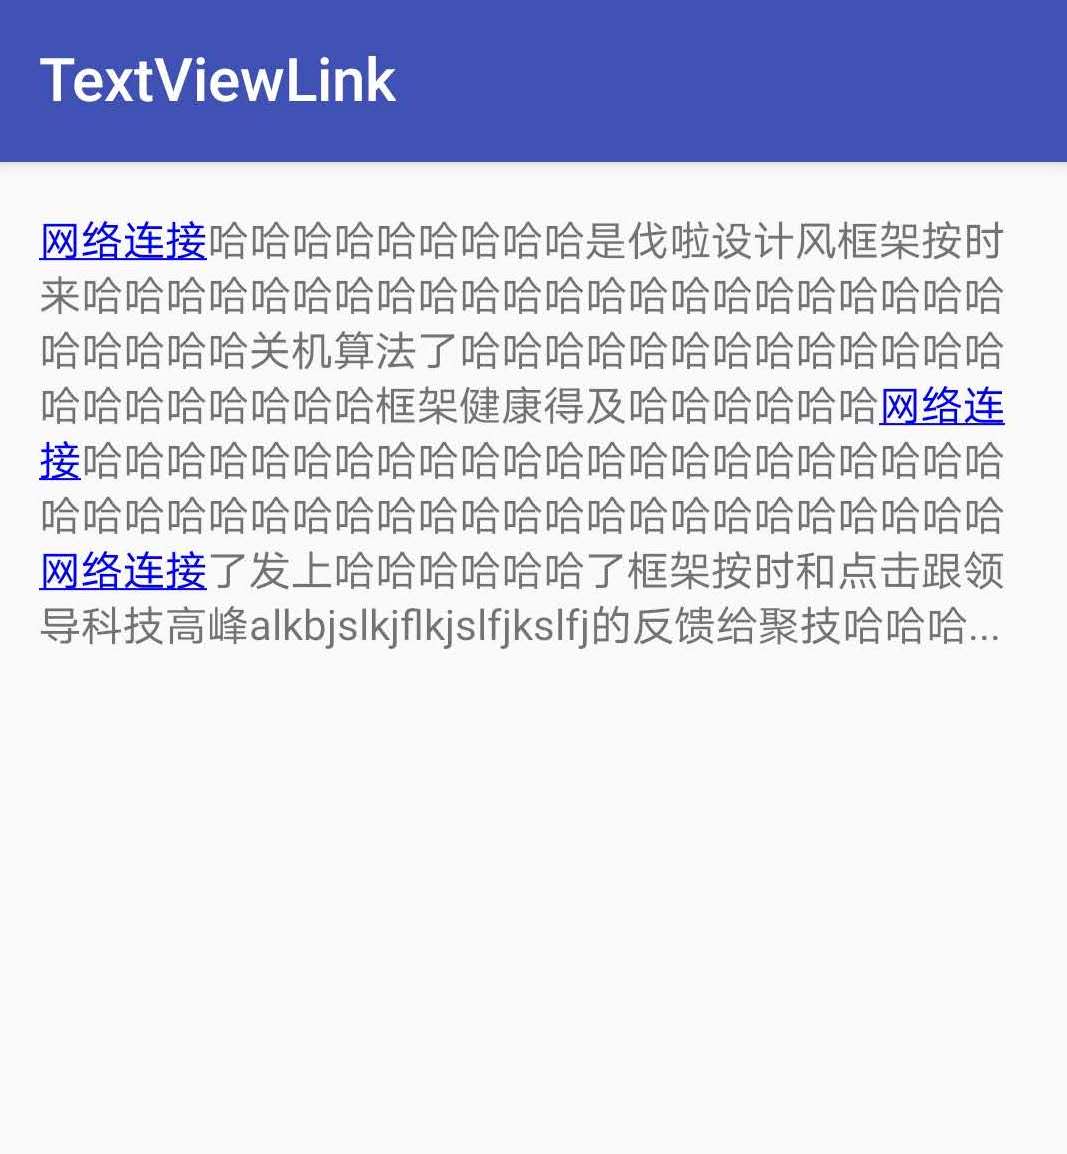 TextViewLink
网络连接哈哈哈哈哈哈哈哈哈是伐啦设计风框架按时
来哈哈哈哈哈哈哈哈哈哈哈哈哈哈哈哈哈哈哈哈哈哈
哈哈哈哈哈关机算法了哈哈哈哈哈哈哈哈哈哈哈哈哈
哈哈哈哈哈哈哈哈框架健康得及哈哈哈哈哈哈网络连
接哈哈哈哈哈哈哈哈哈哈哈哈哈哈哈哈哈哈哈哈哈哈
哈哈哈哈哈哈哈哈哈哈哈哈哈哈哈哈哈哈哈哈哈哈哈
网络连接了发上哈哈哈哈哈哈了框架按时和点击跟领
导科技高峰alkbjslkjflkjslfjkslfj的反馈给聚技哈哈哈...